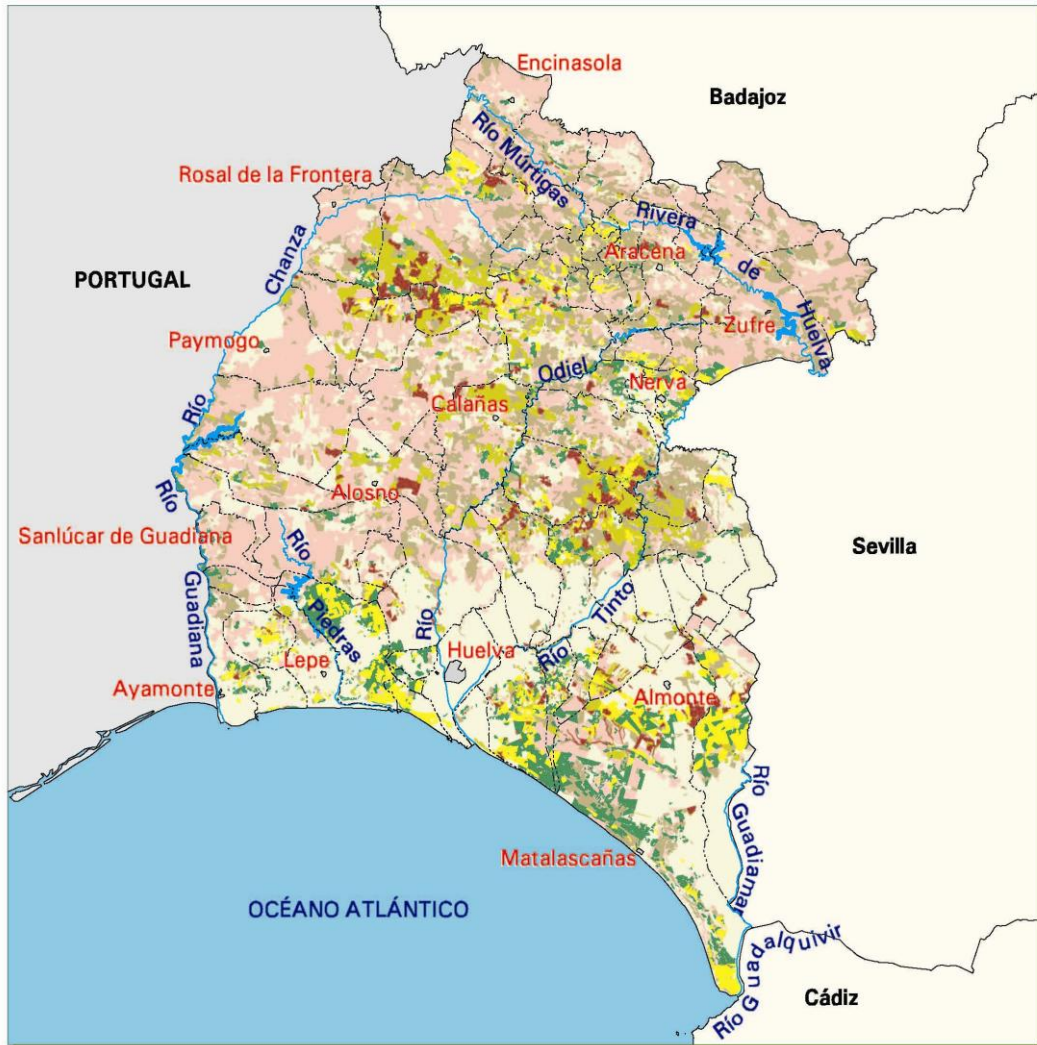 Encinasola
Badajoz
Río Múrtigas
Rosal de la Frontera
Rivera de Huelva
Aracena
Chanza
PORTUGAL
Zufre
Paymogo
Odiel
Nerva
Calañas
Río
Alosno
Río
Sanlúcar de Guadiana
Río
Sevilla
Guadiana
Piedras
Río
Tinto
Huelva
Río
Lepe
Ayamonte
Almonte
Río
Guadiamar
Matalascañas
OCÉANO ATLÁNTICO
Río Guadalquivir
Cádiz